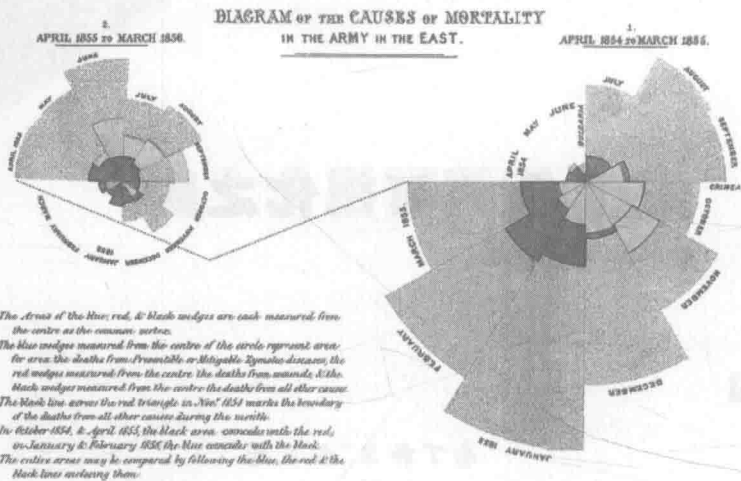 DIAGRAM OF THE CAUSES OF MORTALITY
IN THE ARMY IN THE EAST.
2.
APRIL 1855 TO MARCH 1856.
1.
APRIL 1854 TO MARCH 1855.
JUNE
JULY
AUGUST
SEPTEMBER
OCTOBER
NOVEMBER
DECEMBER
JANUARY
1856
FEBRUARY
MARCH
APRIL 1855
MAY
APRIL
1854
MAY
JUNE
BULGARIA
JULY
AUGUST
SEPTEMBER
CRIMEA
OCTOBER
NOVEMBER
DECEMBER
JANUARY 1855
FEBRUARY
MARCH 1855.
The Areas of the blue, red, & black wedges are each measured from
the centre as the common vertex.
The blue wedges measured from the centre of the circle represent area
for area the deaths from Preventible or Mitigable Zymotic diseases, the
red wedges measured from the centre the deaths from wounds, & the
black wedges measured from the centre the deaths from all other causes.
The black line across the red triangle in Nov.r 1854 marks the boundary
of the deaths from all other causes during the month.
In October 1854, & April 1855, the black area coincides with the red,
in January & February 1856, the blue coincides with the black.
The entire areas may be compared by following the blue, the red & the
black lines enclosing them.